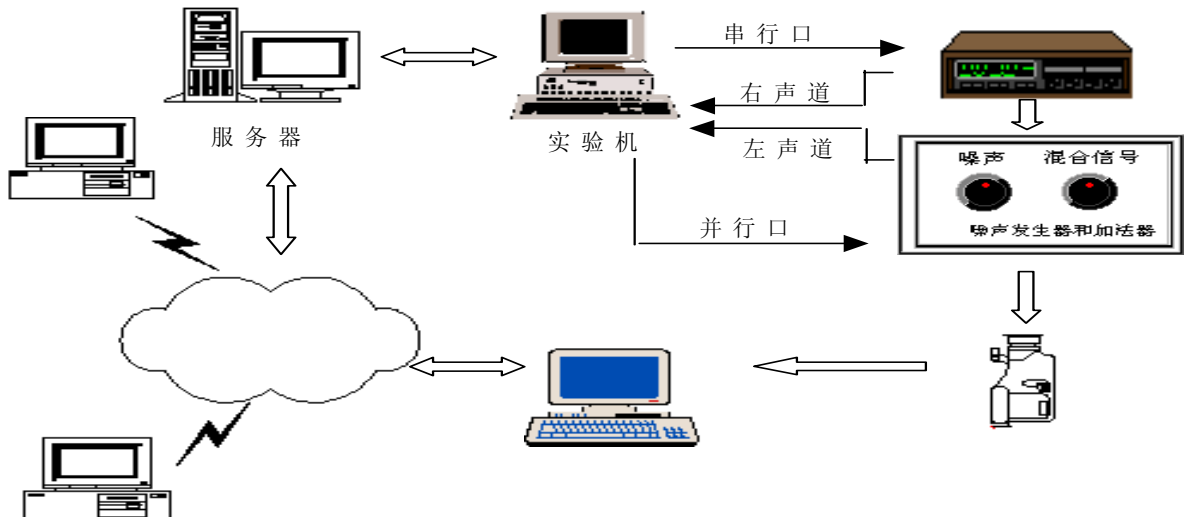 串行口
右声道
服务器
实验机
左声道
噪声 混合信号
并行口
噪声发生器和加法器